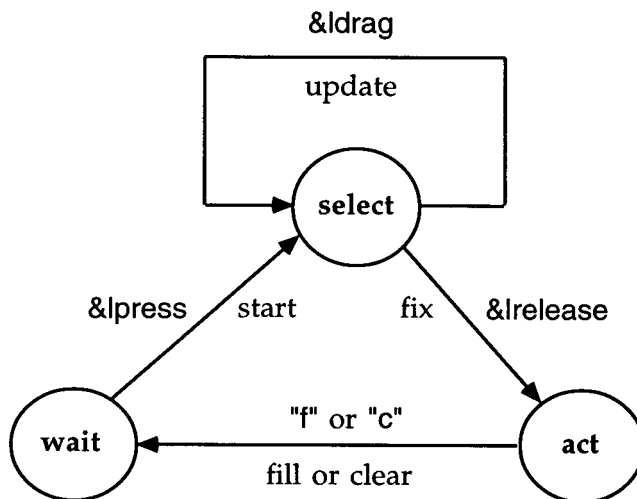 &ldrag
update
select
&lpress
start
fix
&lrelease
wait
"f" or "c"
fill or clear
act